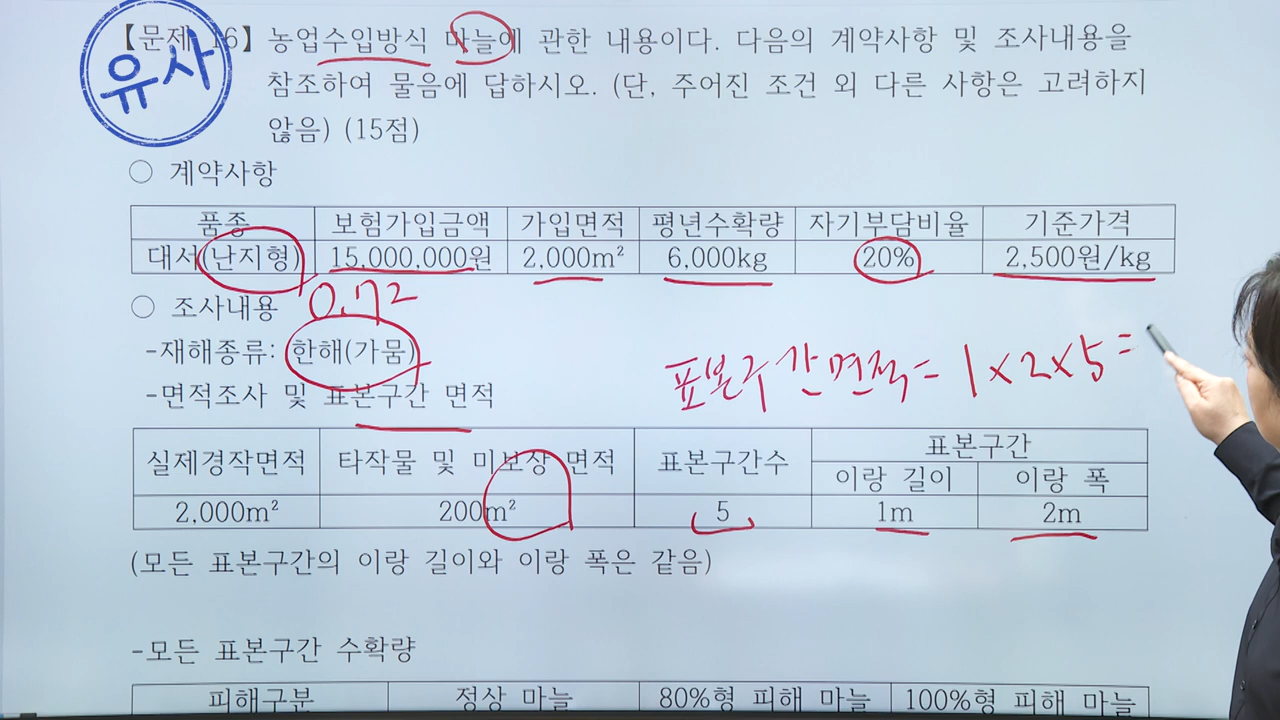 【문제 16】 농업수입방식 마늘에 관한 내용이다. 다음의 계약사항 및 조사내용을
유사
참조하여 물음에 답하시오. (단, 주어진 조건 외 다른 사항은 고려하지
않음) (15점)
○ 계약사항
품종 보험가입금액 가입면적 평년수확량 자기부담비율 기준가격
대서(난지형) 15,000,000원 2,000m² 6,000kg 20% 2,500원/kg
0.72
○ 조사내용
-재해종류: 한해(가뭄)
표본구간면적= 1×2×5=
-면적조사 및 표본구간 면적
실제경작면적 타작물 및 미보상 면적 표본구간수 표본구간
이랑 길이 이랑 폭
2,000m² 200m² 5 1m 2m
(모든 표본구간의 이랑 길이와 이랑 폭은 같음)
-모든 표본구간 수확량
피해구분 정상 마늘 80%형 피해 마늘 100%형 피해 마늘